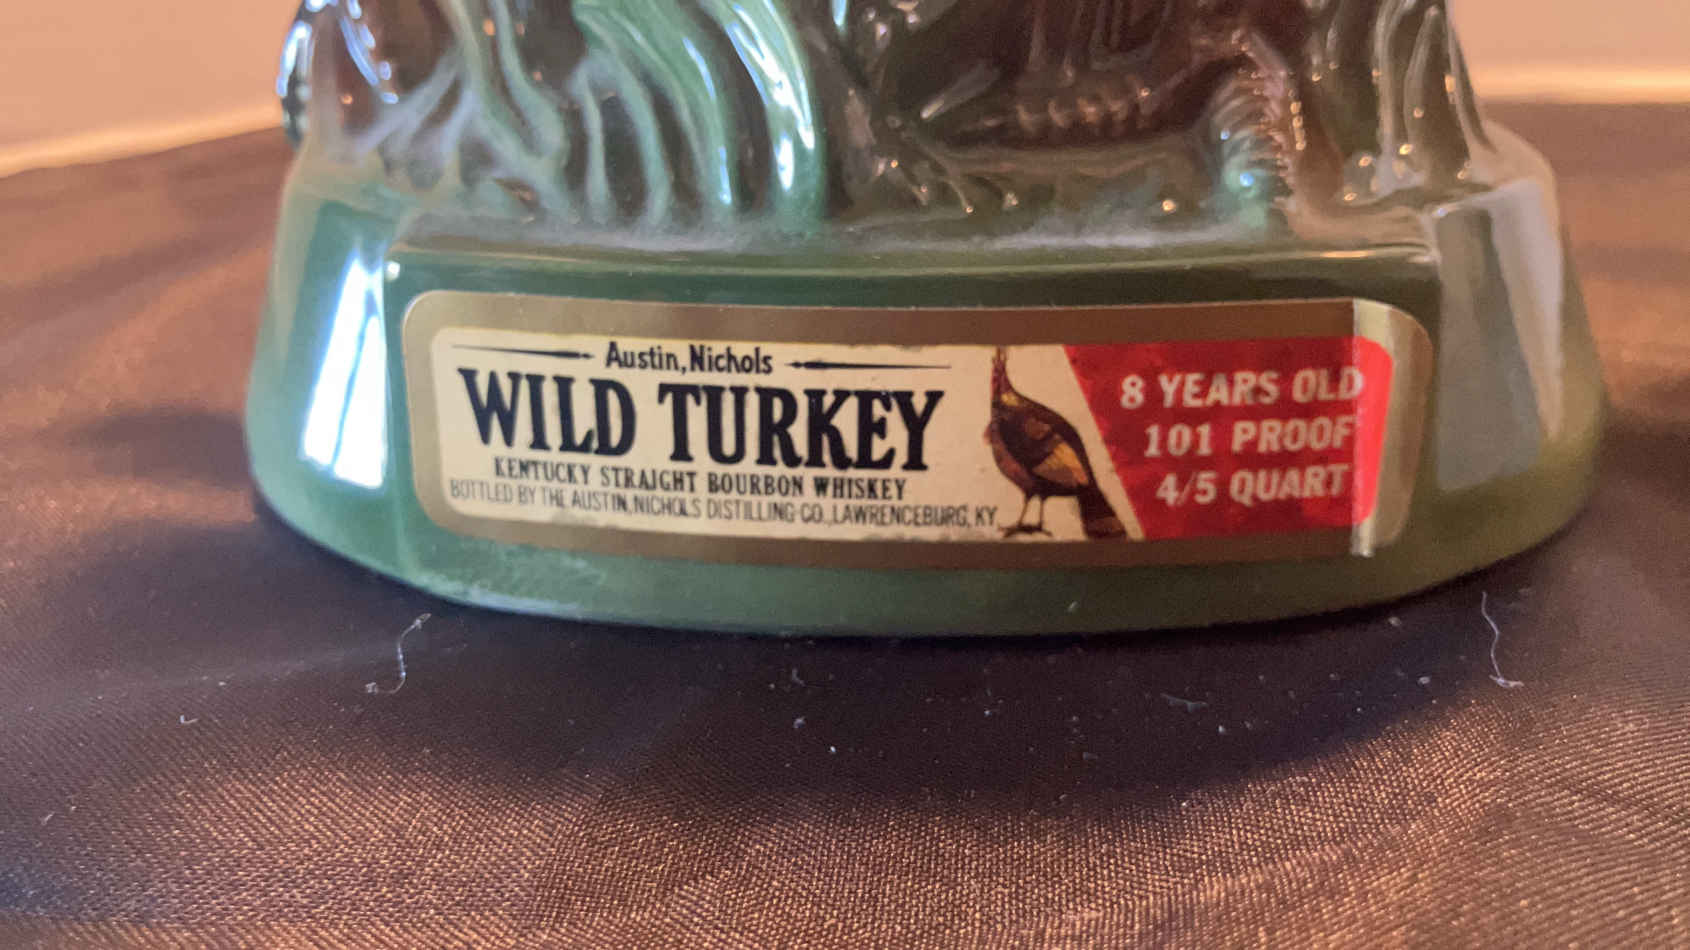 Austin, Nichols
WILD TURKEY
KENTUCKY STRAIGHT BOURBON WHISKEY
BOTTLED BY THE AUSTIN, NICHOLS DISTILLING CO., LAWRENCEBURG, KY.
8 YEARS OLD
101 PROOF
4/5 QUART